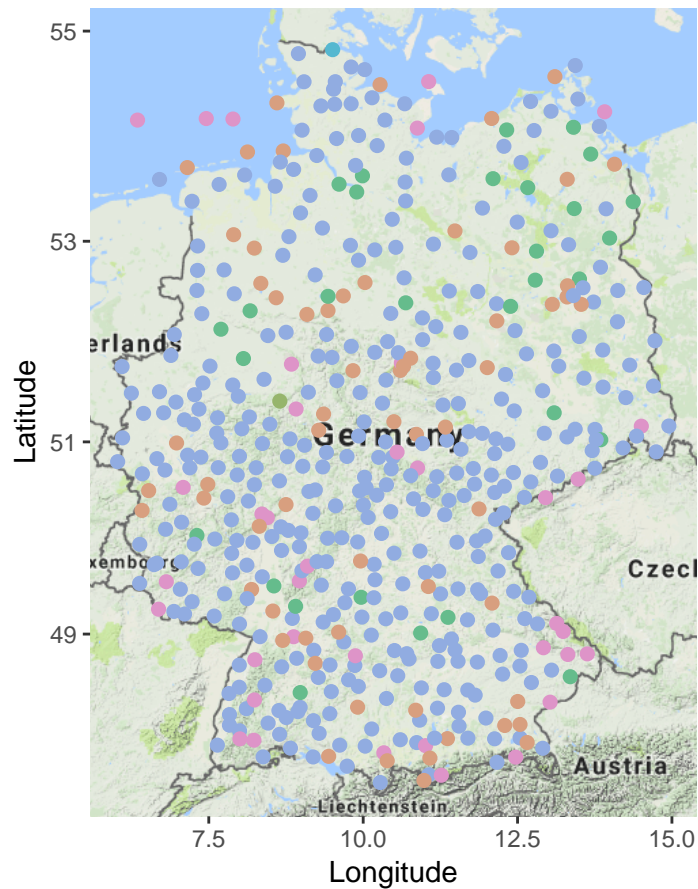 55
53
51
49
Latitude
erlands
Germany
uxembourg
Czecl
Austria
Liechtenstein
7.5
10.0
12.5
15.0
Longitude